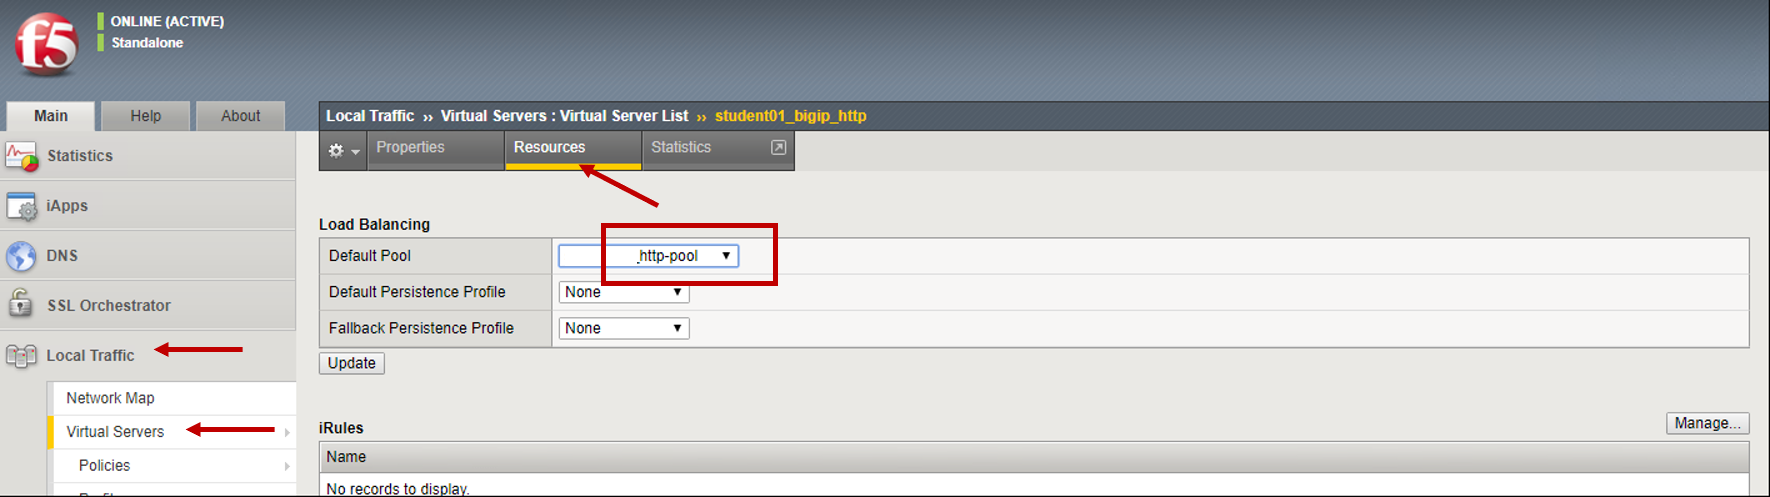 f5
ONLINE (ACTIVE)
Standalone
Main
Help
About
Statistics
iApps
DNS
SSL Orchestrator
Local Traffic
Network Map
Virtual Servers
Policies
Local Traffic ›› Virtual Servers : Virtual Server List ›› student01_bigip_http
Properties
Resources
Statistics
Load Balancing
Default Pool
_http-pool
Default Persistence Profile
None
Fallback Persistence Profile
None
Update
iRules
Manage...
Name
No records to display.